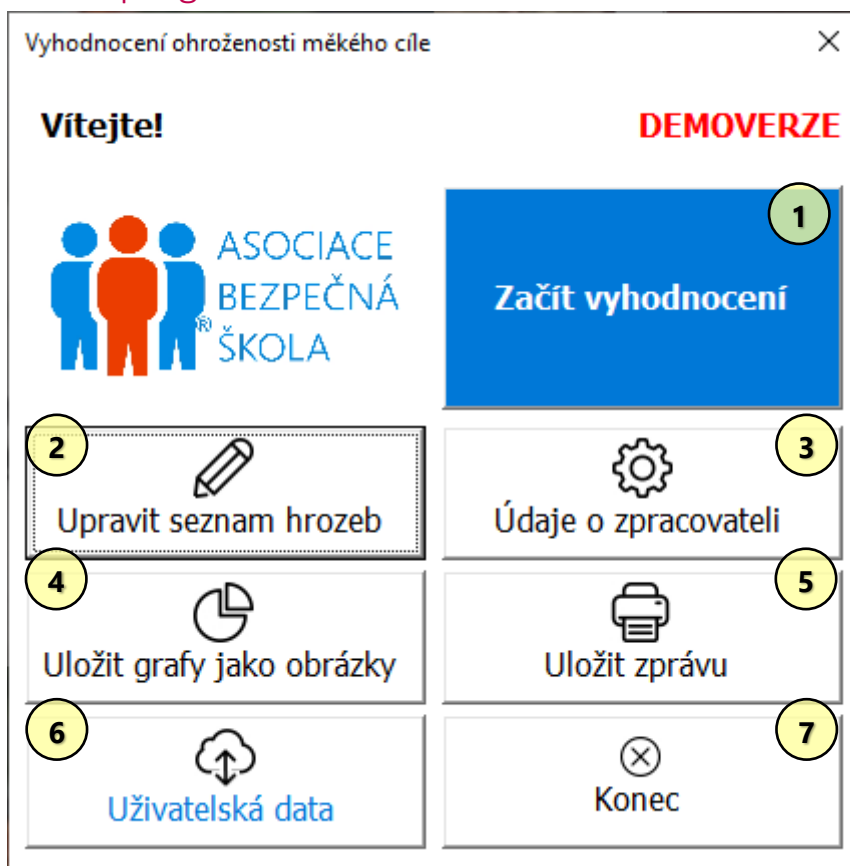 Vyhodnocení ohroženosti měkého cíle
Vítejte!
DEMOVERZE
ASOCIACE
BEZPEČNÁ
®
ŠKOLA
1
Začít vyhodnocení
2
Upravit seznam hrozeb
3
Údaje o zpracovateli
4
Uložit grafy jako obrázky
5
Uložit zprávu
6
Uživatelská data
7
Konec